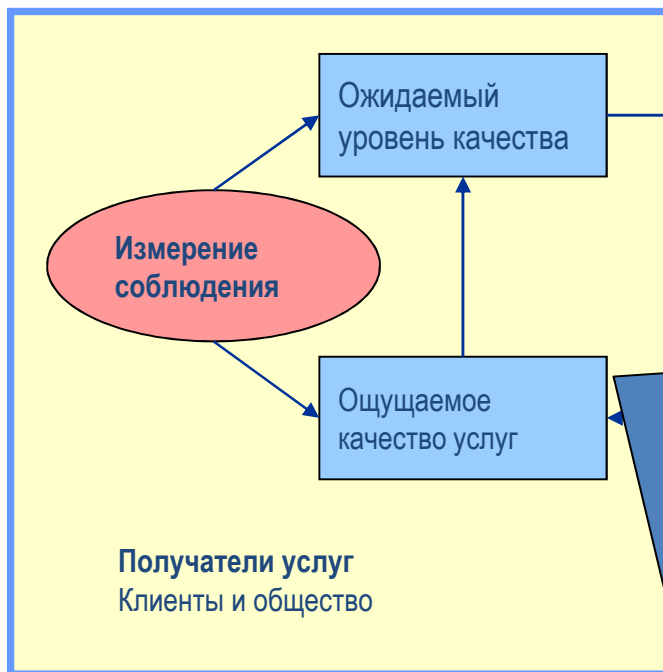 Ожидаемый
уровень качества
Измерение
соблюдения
Ощущаемое
качество услуг
Получатели услуг
Клиенты и общество